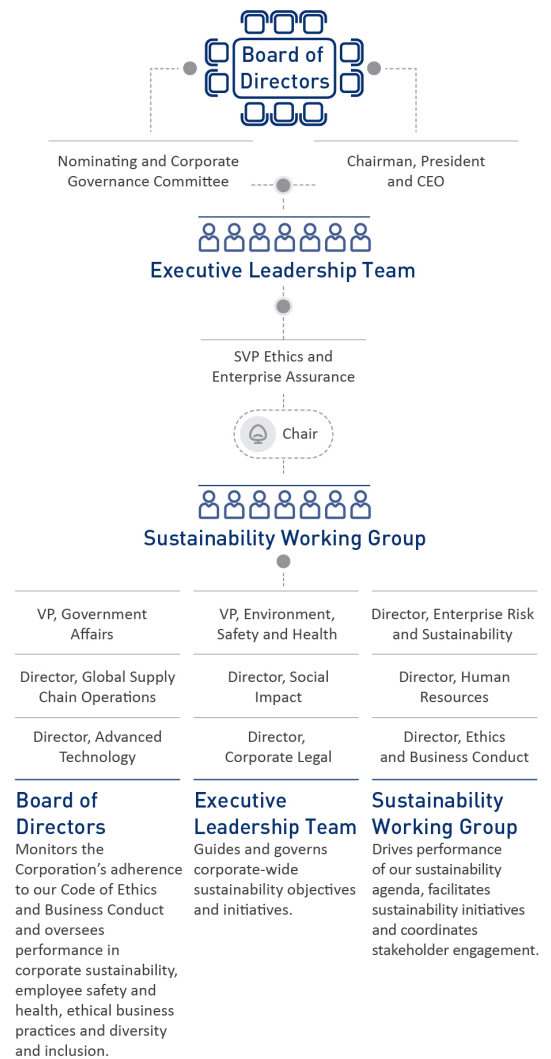 Board of
Directors
Nominating and Corporate
Governance Committee
Chairman, President
and CEO
Executive Leadership Team
SVP Ethics and
Enterprise Assurance
Chair
Sustainability Working Group
VP, Government
Affairs
VP, Environment,
Safety and Health
Director, Enterprise Risk
and Sustainability
Director, Global Supply
Chain Operations
Director, Social
Impact
Director, Human
Resources
Director, Advanced
Technology
Director,
Corporate Legal
Director, Ethics
and Business Conduct
Board of
Directors
Monitors the
Corporation’s adherence
to our Code of Ethics
and Business Conduct
and oversees
performance in
corporate sustainability,
employee safety and
health, ethical business
practices and diversity
and inclusion.
Executive
Leadership Team
Guides and governs
corporate-wide
sustainability objectives
and initiatives.
Sustainability
Working Group
Drives performance
of our sustainability
agenda, facilitates
sustainability initiatives
and coordinates
stakeholder engagement.